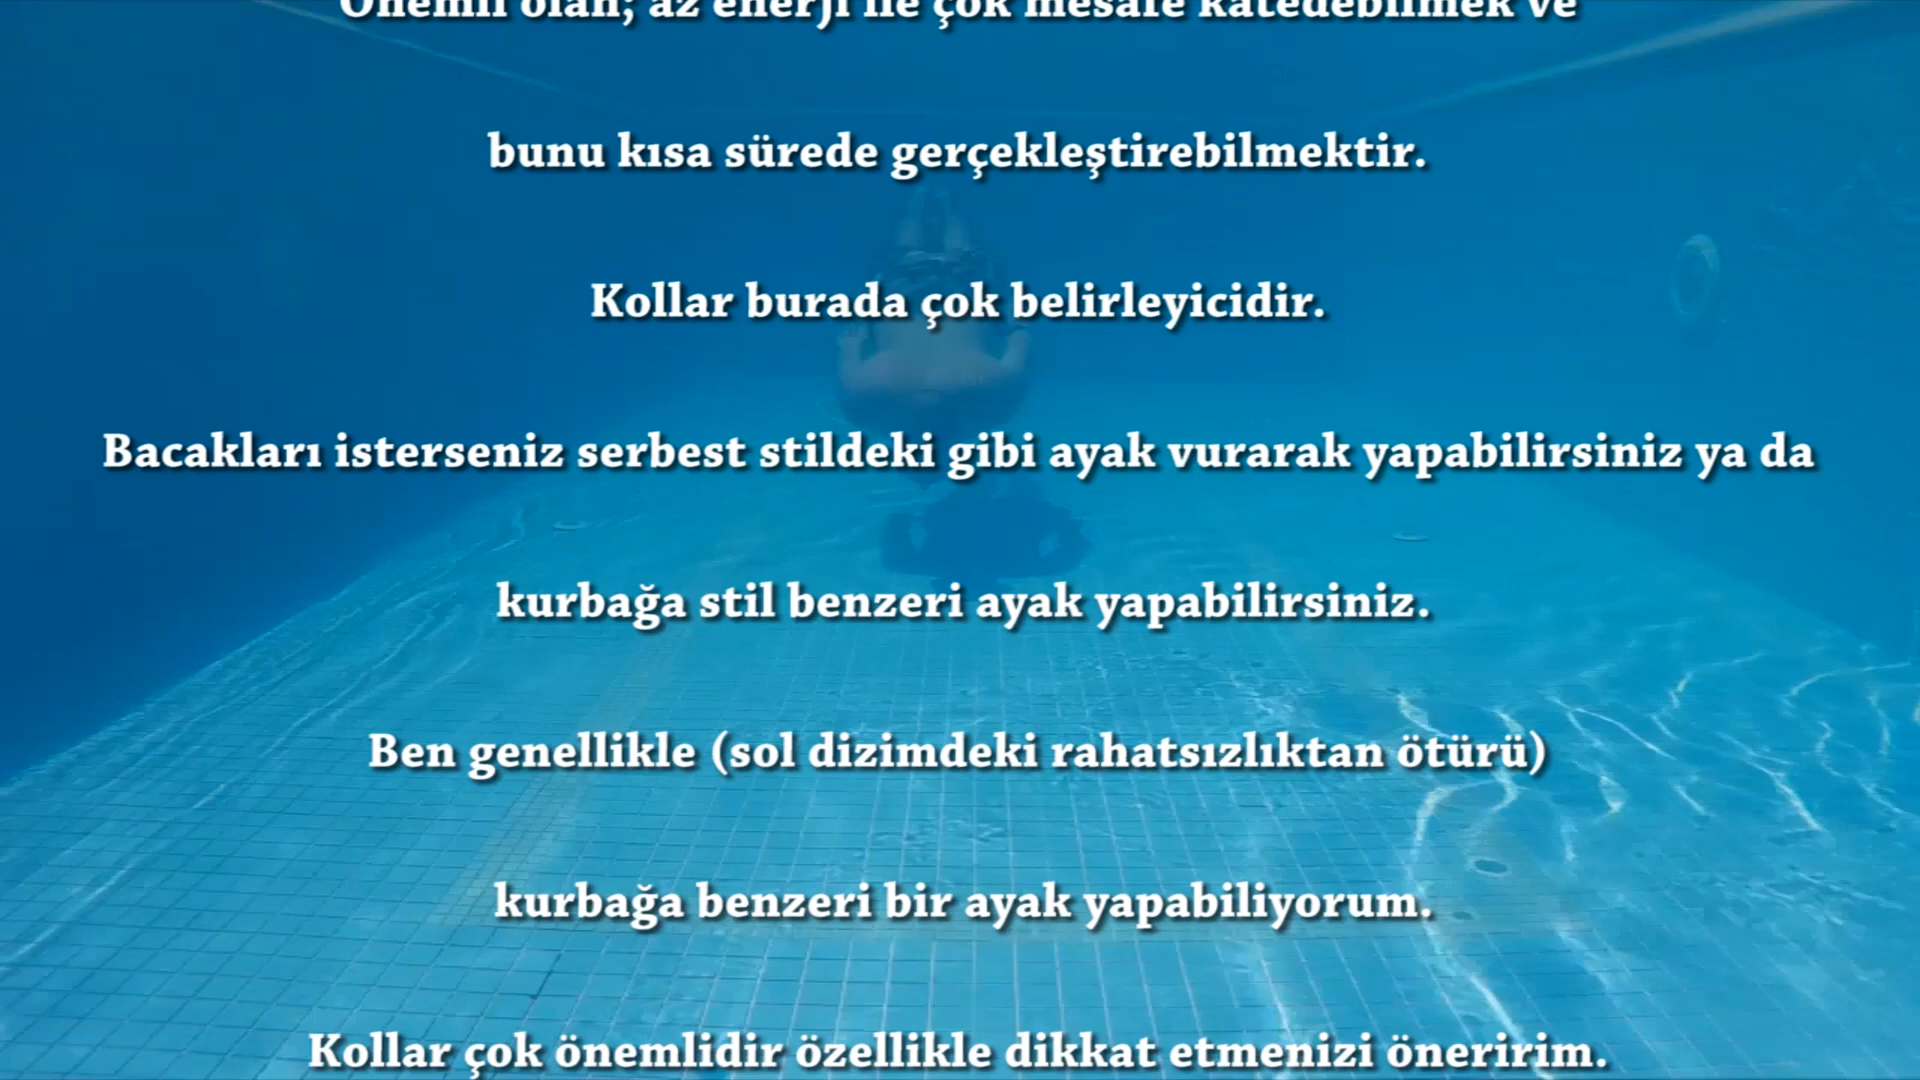 Önemli olan; az enerji ile çok mesafe katedebilmek ve
bunu kısa sürede gerçekleştirebilmektir.
Kollar burada çok belirleyicidir.
Bacakları isterseniz serbest stildeki gibi ayak vurarak yapabilirsiniz ya da
kurbağa stil benzeri ayak yapabilirsiniz.
Ben genellikle (sol dizimdeki rahatsızlıktan ötürü)
kurbağa benzeri bir ayak yapabiliyorum.
Kollar çok önemlidir özellikle dikkat etmenizi öneririm.